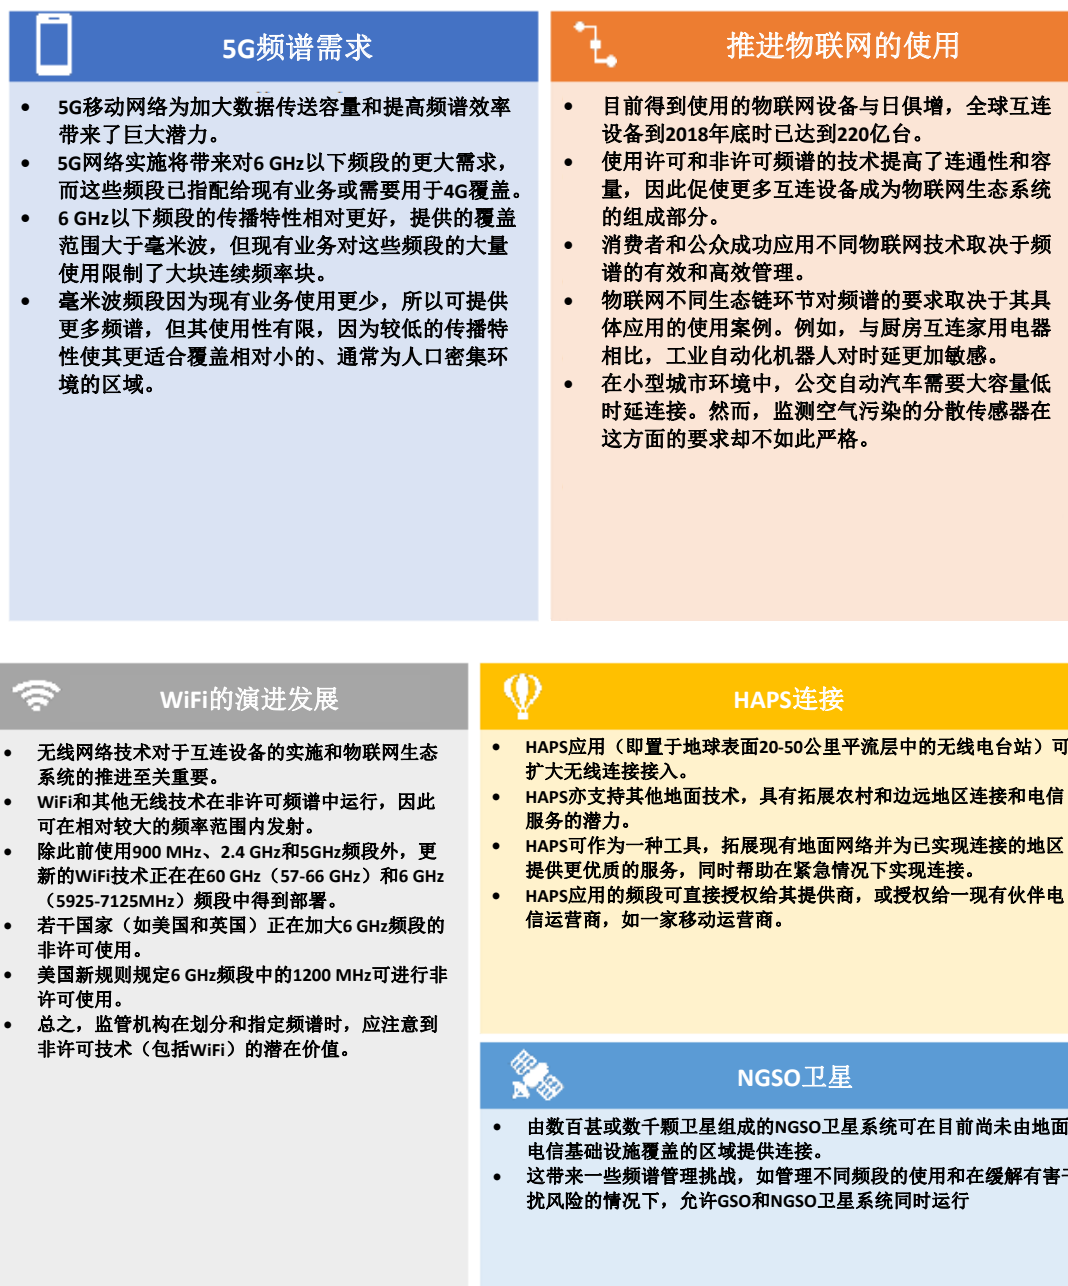 5G频谱需求
• 5G移动网络为加大数据传送容量和提高频谱效率
带来了巨大潜力。
• 5G网络实施将带来对6 GHz以下频段的更大需求，
而这些频段已指配给现有业务或需要用于4G覆盖。
• 6 GHz以下频段的传播特性相对更好，提供的覆盖
范围大于毫米波，但现有业务对这些频段的大量
使用限制了大块连续频率块。
• 毫米波频段因为现有业务使用更少，所以可提供
更多频谱，但其使用性有限，因为较低的传播特
性使其更适合覆盖相对小的、通常为人口密集环
境的区域。
推进物联网的使用
• 目前得到使用的物联网设备与日俱增，全球互连
设备到2018年底时已达到220亿台。
• 使用许可和非许可频谱的技术提高了连通性和容
量，因此促使更多互连设备成为物联网生态系统
的组成部分。
• 消费者和公众成功应用不同物联网技术取决于频
谱的有效和高效管理。
• 物联网不同生态链环节对频谱的要求取决于其具
体应用的使用案例。例如，与厨房互连家用电器
相比，工业自动化机器人对时延更加敏感。
• 在小型城市环境中，公交自动汽车需要大容量低
时延连接。然而，监测空气污染的分散传感器在
这方面的要求却不如此严格。
WiFi的演进发展
• 无线网络技术对于互连设备的实施和物联网生态
系统的推进至关重要。
• WiFi和其他无线技术在非许可频谱中运行，因此
可在相对较大的频率范围内发射。
• 除此前使用900 MHz、2.4 GHz和5GHz频段外，更
新的WiFi技术正在在60 GHz（57-66 GHz）和6 GHz
（5925-7125MHz）频段中得到部署。
• 若干国家（如美国和英国）正在加大6 GHz频段的
非许可使用。
• 美国新规则规定6 GHz频段中的1200 MHz可进行非
许可使用。
• 总之，监管机构在划分和指定频谱时，应注意到
非许可技术（包括WiFi）的潜在价值。
HAPS连接
• HAPS应用（即置于地球表面20-50公里平流层中的无线电台站）可
扩大无线连接接入。
• HAPS亦支持其他地面技术，具有拓展农村和边远地区连接和电信
服务的潜力。
• HAPS可作为一种工具，拓展现有地面网络并为已实现连接的地区
提供更优质的服务，同时帮助在紧急情况下实现连接。
• HAPS应用的频段可直接授权给其提供商，或授权给一现有伙伴电
信运营商，如一家移动运营商。
NGSO卫星
• 由数百甚或数千颗卫星组成的NGSO卫星系统可在目前尚未由地面
电信基础设施覆盖的区域提供连接。
• 这带来一些频谱管理挑战，如管理不同频段的使用和在缓解有害干
扰风险的情况下，允许GSO和NGSO卫星系统同时运行